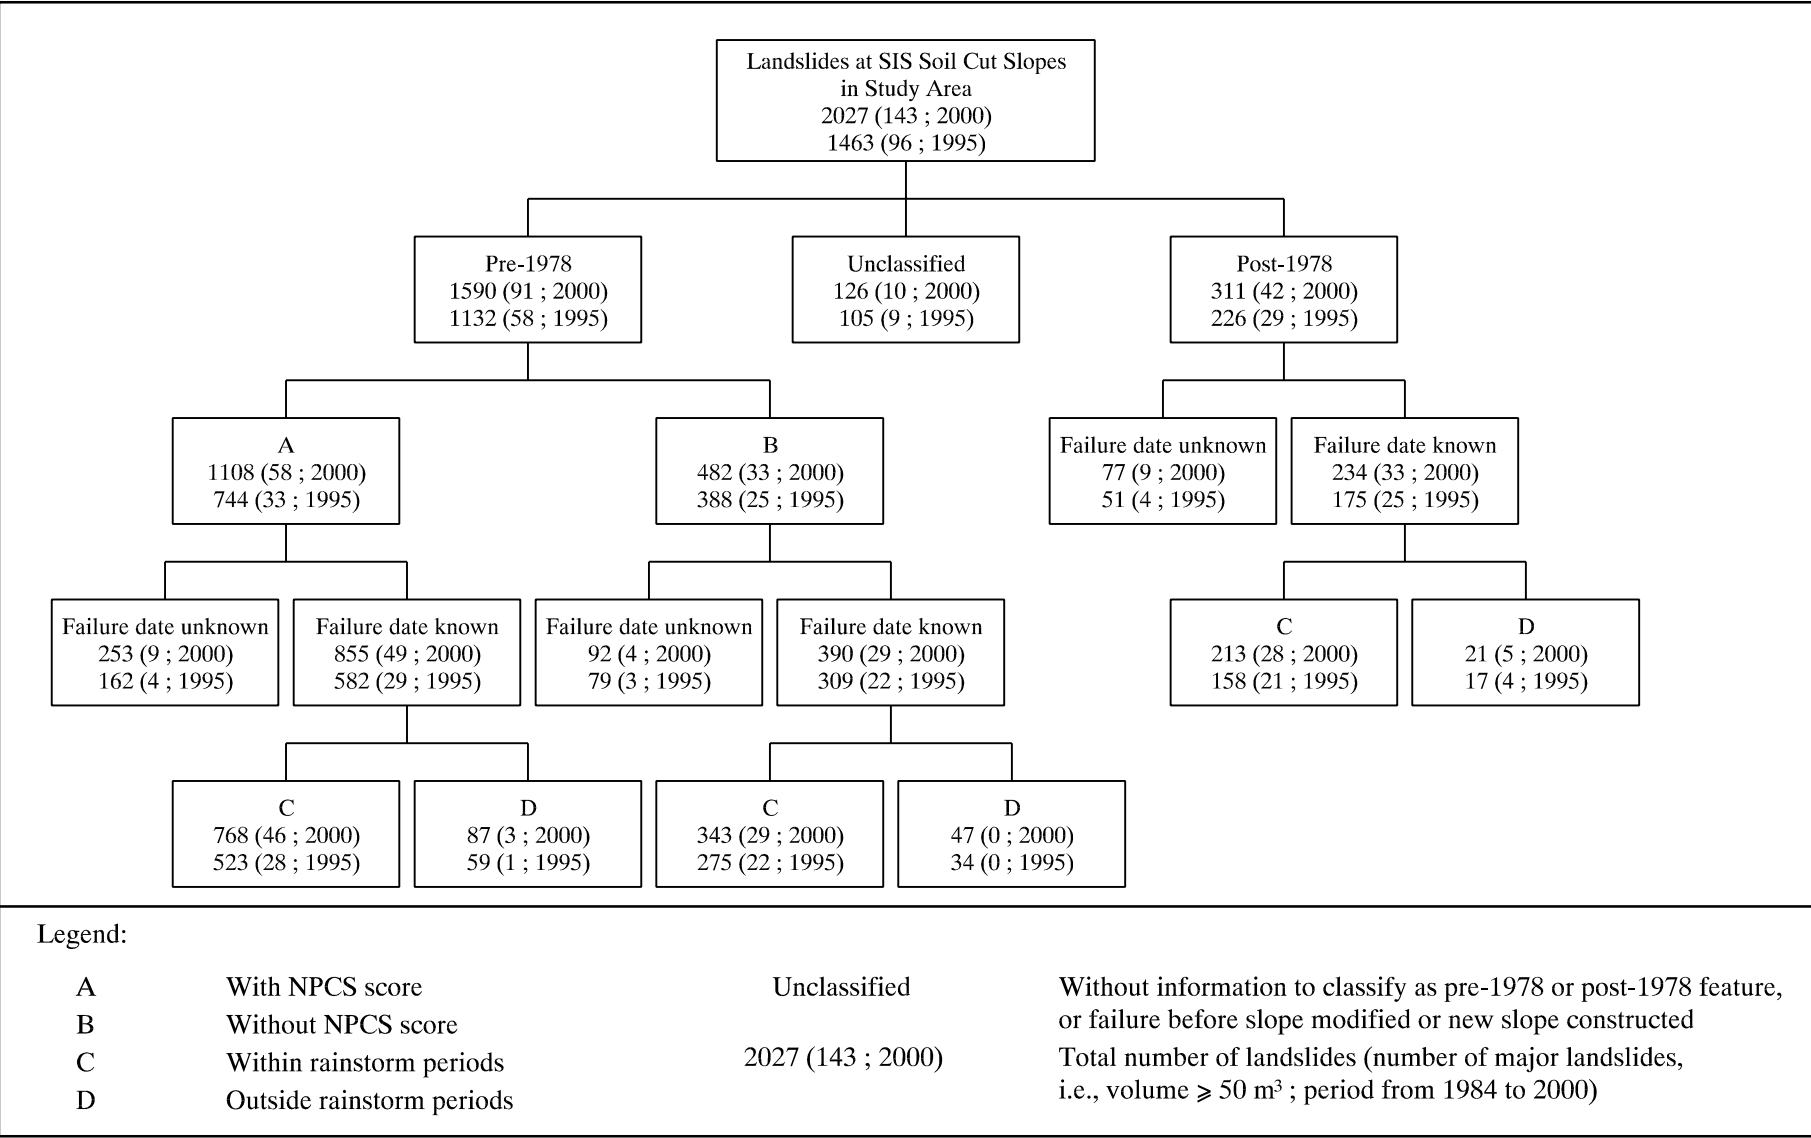 Landslides at SIS Soil Cut Slopes
in Study Area
2027 (143 ; 2000)
1463 (96 ; 1995)
Pre-1978
1590 (91 ; 2000)
1132 (58 ; 1995)
Unclassified
126 (10 ; 2000)
105 (9 ; 1995)
Post-1978
311 (42 ; 2000)
226 (29 ; 1995)
A
1108 (58 ; 2000)
744 (33 ; 1995)
B
482 (33 ; 2000)
388 (25 ; 1995)
Failure date unknown
77 (9 ; 2000)
51 (4 ; 1995)
Failure date known
234 (33 ; 2000)
175 (25 ; 1995)
Failure date unknown
253 (9 ; 2000)
162 (4 ; 1995)
Failure date known
855 (49 ; 2000)
582 (29 ; 1995)
Failure date unknown
92 (4 ; 2000)
79 (3 ; 1995)
Failure date known
390 (29 ; 2000)
309 (22 ; 1995)
C
213 (28 ; 2000)
158 (21 ; 1995)
D
21 (5 ; 2000)
17 (4 ; 1995)
C
768 (46 ; 2000)
523 (28 ; 1995)
D
87 (3 ; 2000)
59 (1 ; 1995)
C
343 (29 ; 2000)
275 (22 ; 1995)
D
47 (0 ; 2000)
34 (0 ; 1995)
Legend:
A With NPCS score
B Without NPCS score
C Within rainstorm periods
D Outside rainstorm periods
Unclassified Without information to classify as pre-1978 or post-1978 feature,
or failure before slope modified or new slope constructed
2027 (143 ; 2000) Total number of landslides (number of major landslides,
i.e., volume ⩾ 50 m³ ; period from 1984 to 2000)